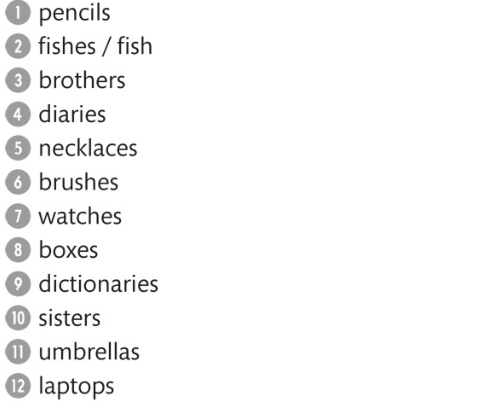 1 pencils
2 fishes / fish
3 brothers
4 diaries
5 necklaces
6 brushes
7 watches
8 boxes
9 dictionaries
10 sisters
11 umbrellas
12 laptops